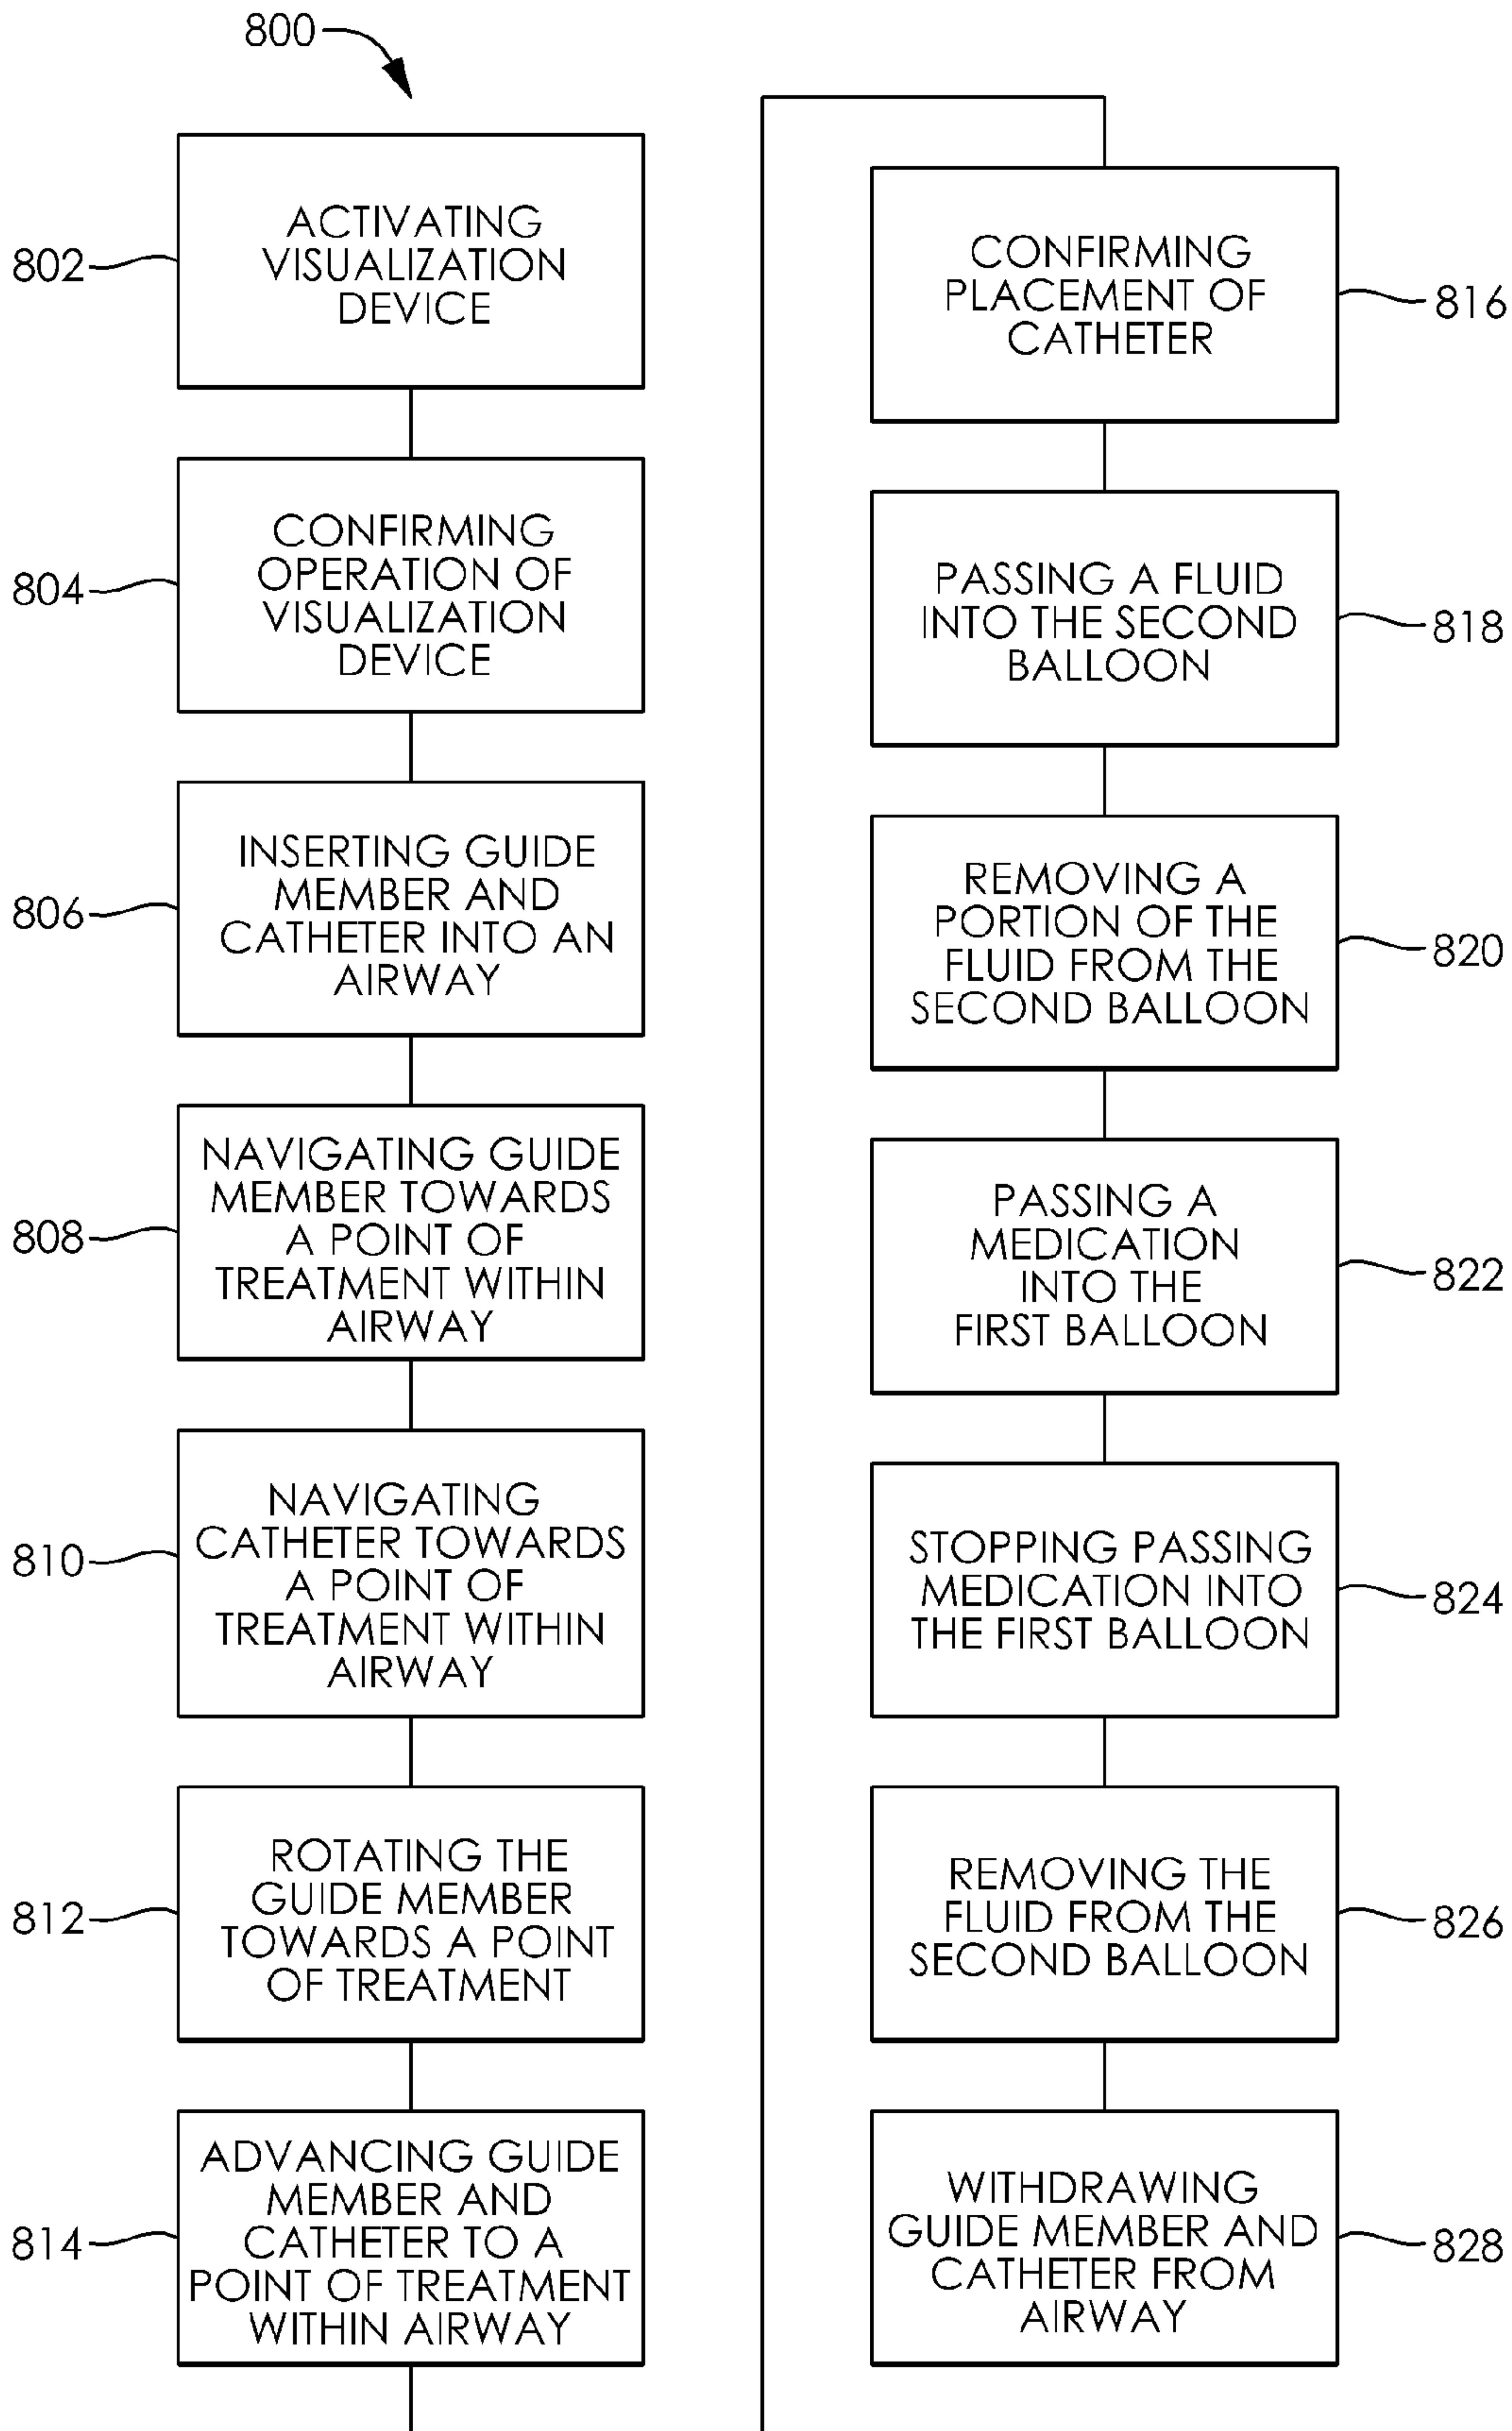 800
802
ACTIVATING
VISUALIZATION
DEVICE
804
CONFIRMING
OPERATION OF
VISUALIZATION
DEVICE
806
INSERTING GUIDE
MEMBER AND
CATHETER INTO AN
AIRWAY
808
NAVIGATING GUIDE
MEMBER TOWARDS
A POINT OF
TREATMENT WITHIN
AIRWAY
810
NAVIGATING
CATHETER TOWARDS
A POINT OF
TREATMENT WITHIN
AIRWAY
812
ROTATING THE
GUIDE MEMBER
TOWARDS A POINT
OF TREATMENT
814
ADVANCING GUIDE
MEMBER AND
CATHETER TO A
POINT OF TREATMENT
WITHIN AIRWAY
CONFIRMING
PLACEMENT OF
CATHETER
816
PASSING A FLUID
INTO THE SECOND
BALLOON
818
REMOVING A
PORTION OF THE
FLUID FROM THE
SECOND BALLOON
820
PASSING A
MEDICATION
INTO THE
FIRST BALLOON
822
STOPPING PASSING
MEDICATION INTO
THE FIRST BALLOON
824
REMOVING THE
FLUID FROM THE
SECOND BALLOON
826
WITHDRAWING
GUIDE MEMBER AND
CATHETER FROM
AIRWAY
828